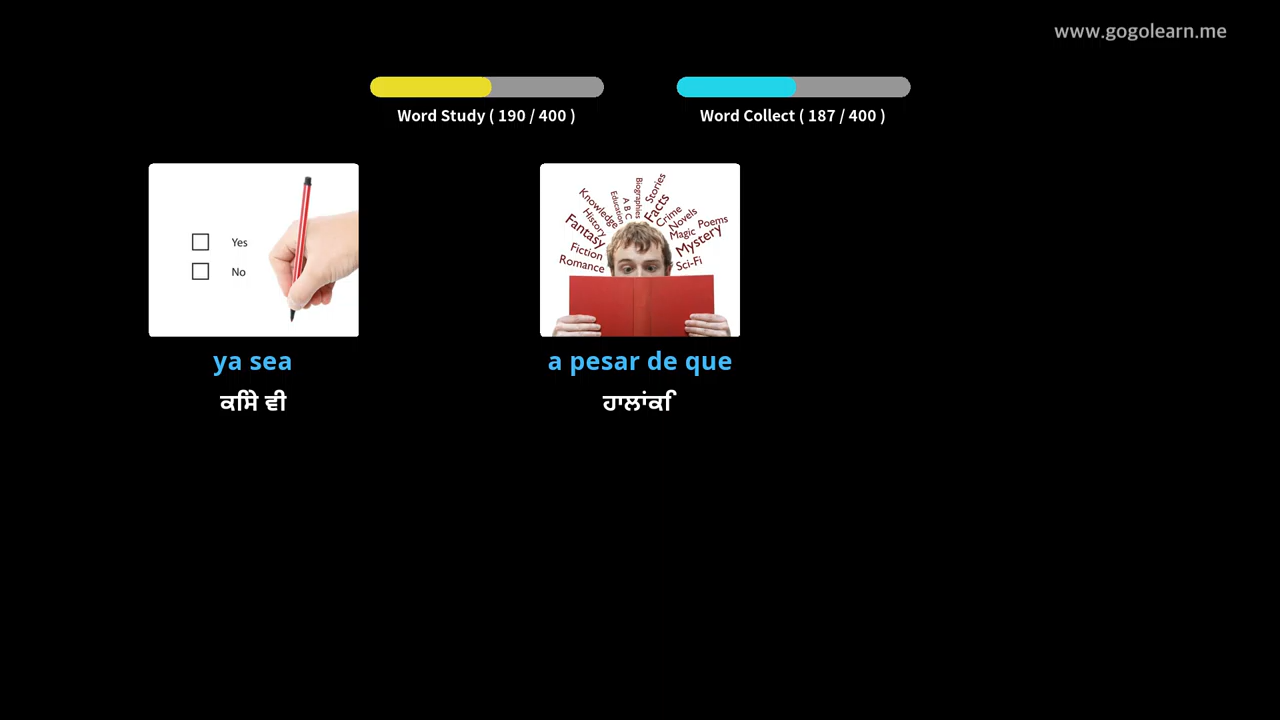 www.gogolearn.me
Word Study ( 190 / 400 )
Word Collect ( 187 / 400 )
Yes
No
Stories
Biographies
Facts
Knowledge
Education
A B C
Crime
History
Novels
Fantasy
Magic
Poems
Fiction
Mystery
Romance
Sci-Fi
ya sea
a pesar de que
ਕਿਸੇ ਵੀ
ਹਾਲਾਂਕਿ